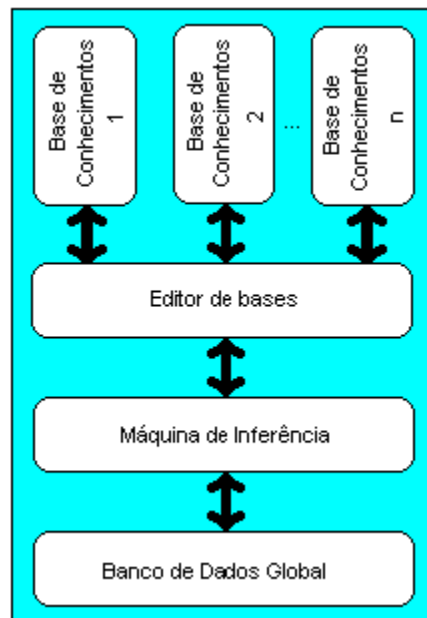 Base de
Conhecimentos
1
Base de
Conhecimentos
2
...
Base de
Conhecimentos
n
Editor de bases
Máquina de Inferência
Banco de Dados Global